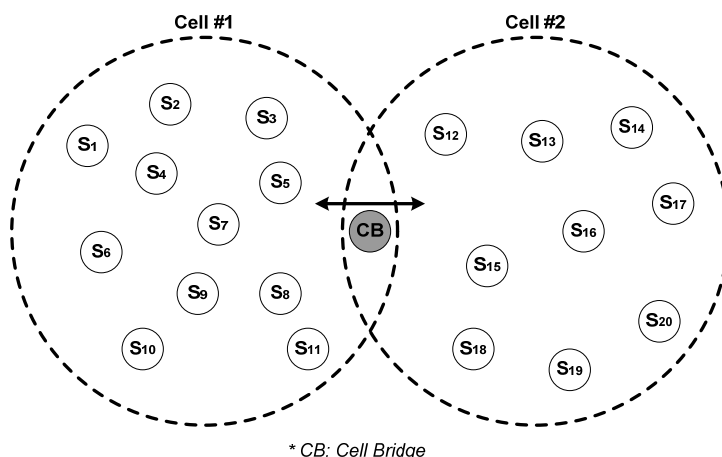 Cell #1
Cell #2
S2
S3
S1
S4
S5
S7
S6
S9
S8
S10
S11
CB
S12
S13
S14
S17
S16
S15
S20
S18
S19
* CB: Cell Bridge